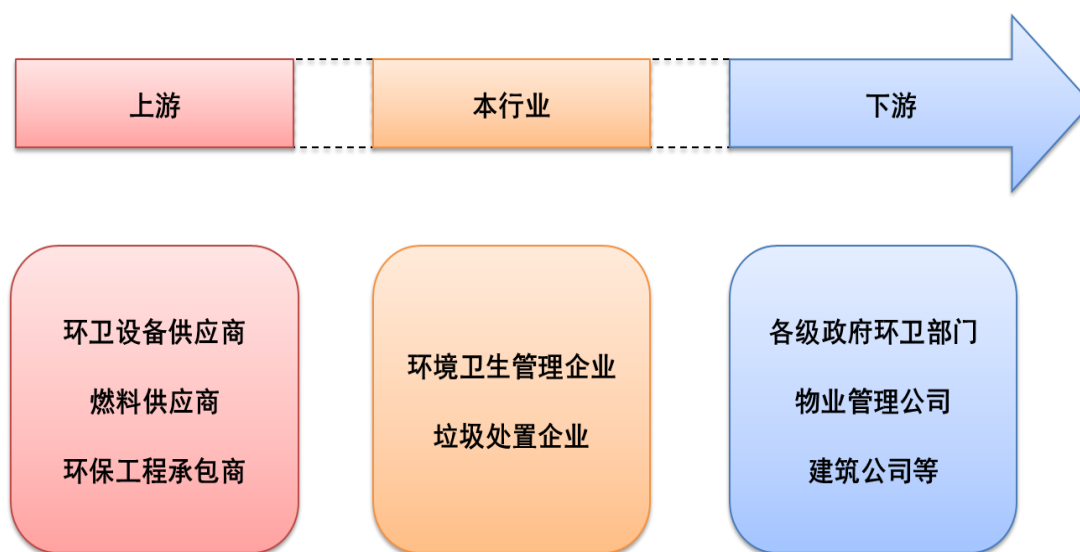 上游
本行业
下游
环卫设备供应商
燃料供应商
环保工程承包商
环境卫生管理企业
垃圾处置企业
各级政府环卫部门
物业管理公司
建筑公司等